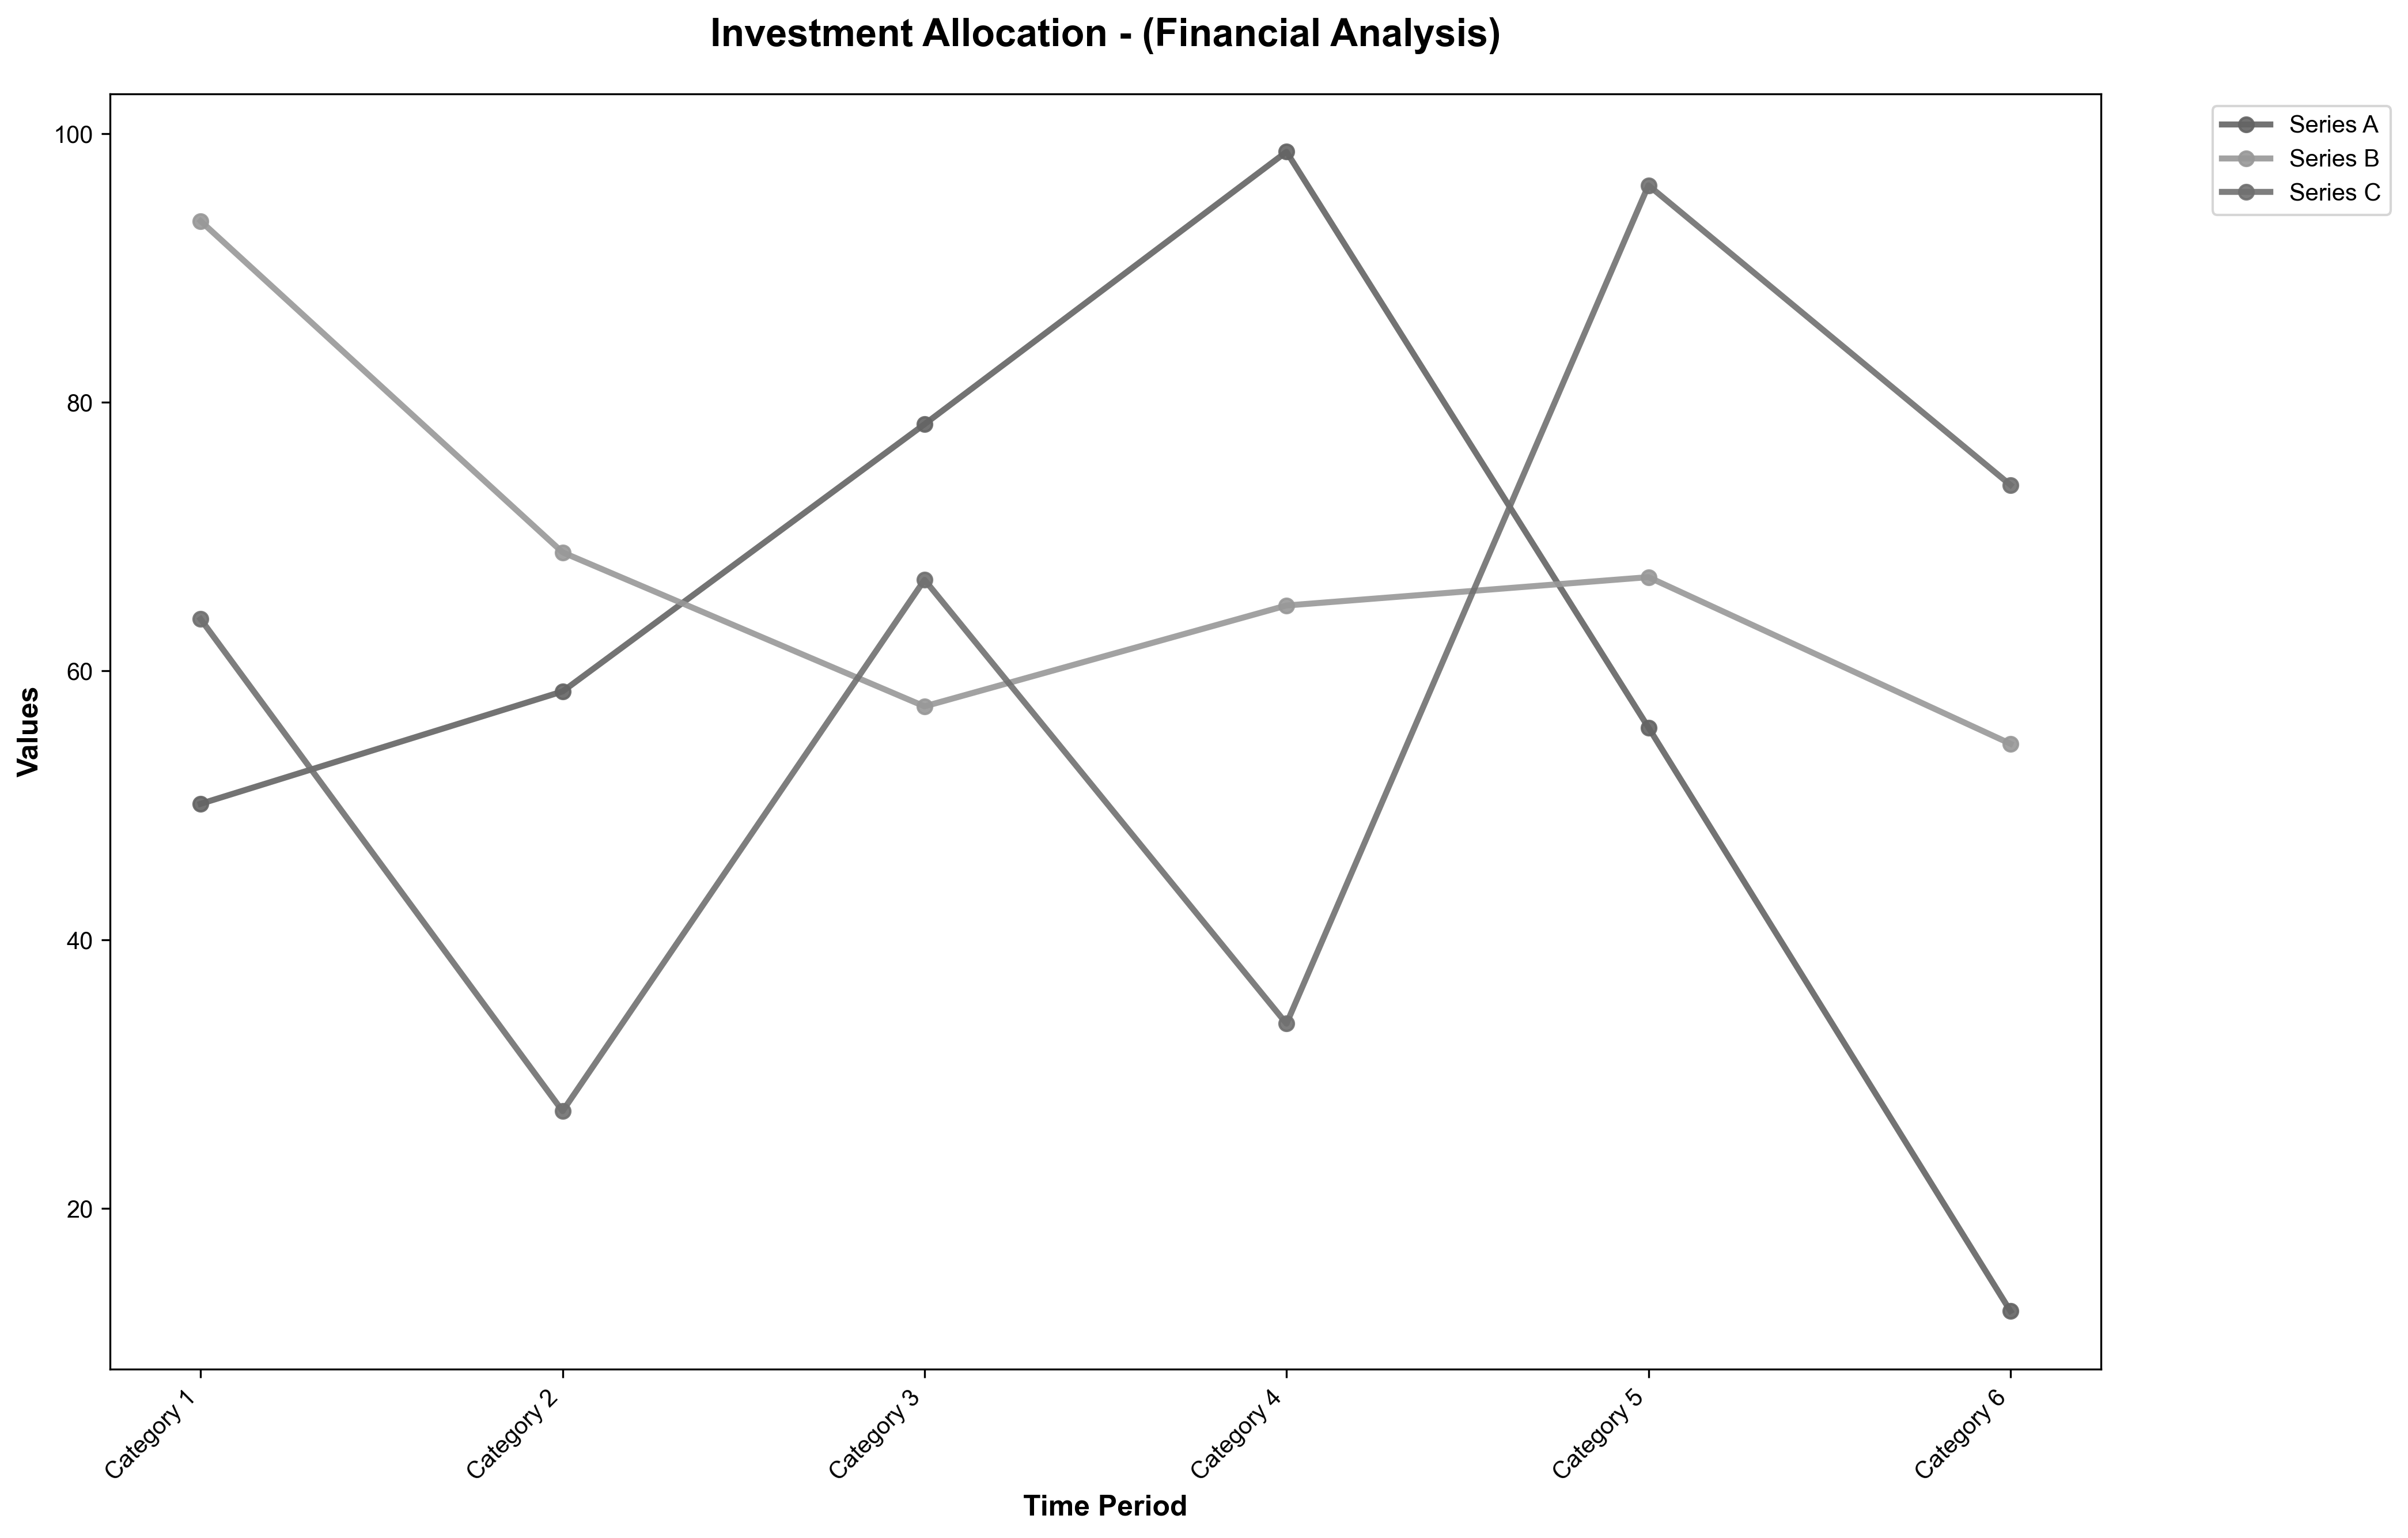 Investment Allocation - (Financial Analysis)
Series A
Series B
Series C
100
80
60
40
20
Values
Category 1
Category 2
Category 3
Category 4
Category 5
Category 6
Time Period